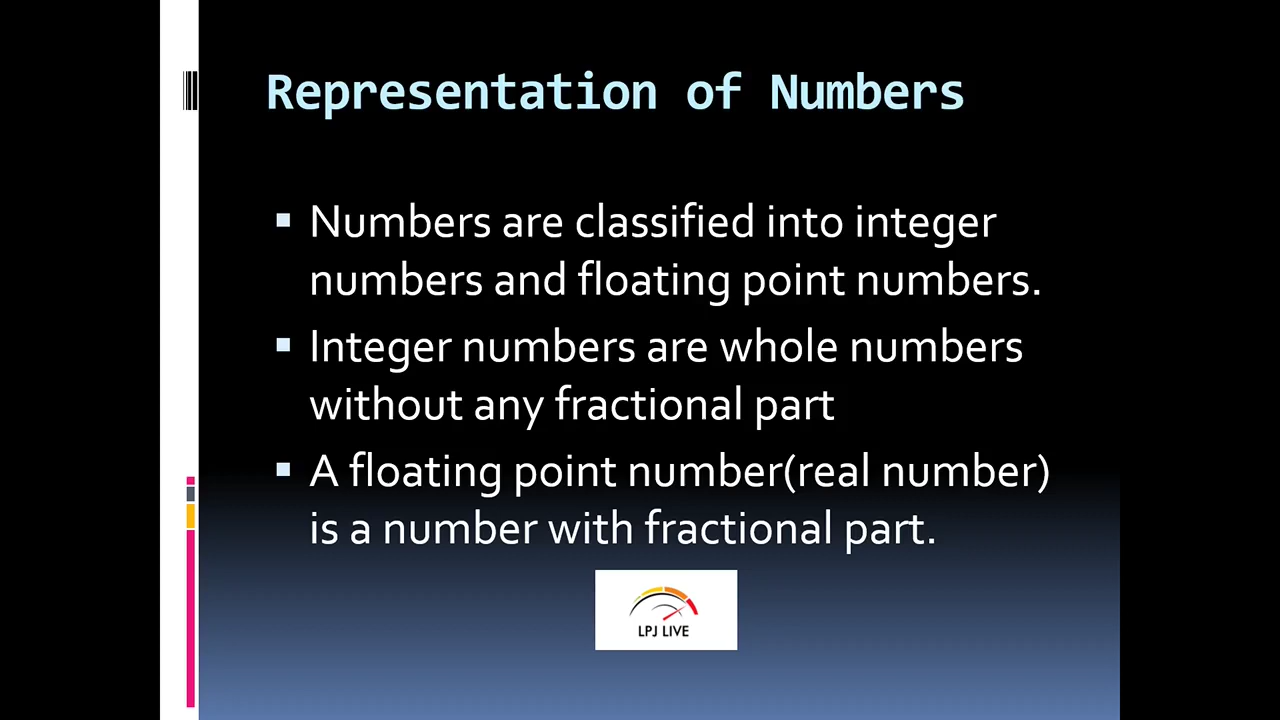 Representation of Numbers
Numbers are classified into integer
numbers and floating point numbers.
Integer numbers are whole numbers
without any fractional part
A floating point number(real number)
is a number with fractional part.
LPJ LIVE